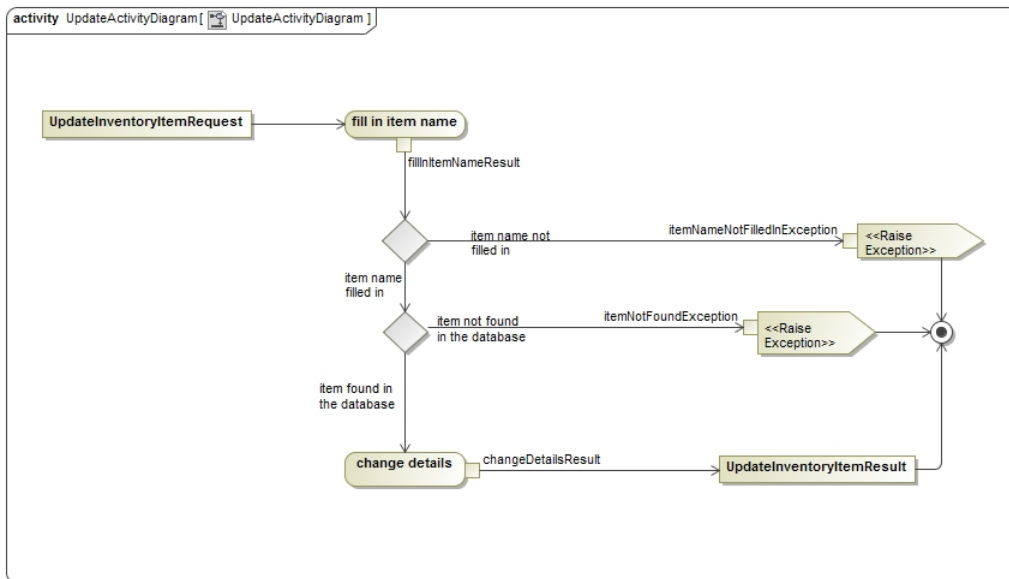 activity UpdateActivityDiagram[ UpdateActivityDiagram ]
UpdateInventoryItemRequest
fill in item name
fillInItemNameResult
item name not
filled in
itemNameNotFilledInException
<<Raise
Exception>>
item name
filled in
item not found
in the database
itemNotFoundException
<<Raise
Exception>>
item found in
the database
change details
changeDetailsResult
UpdateInventoryItemResult